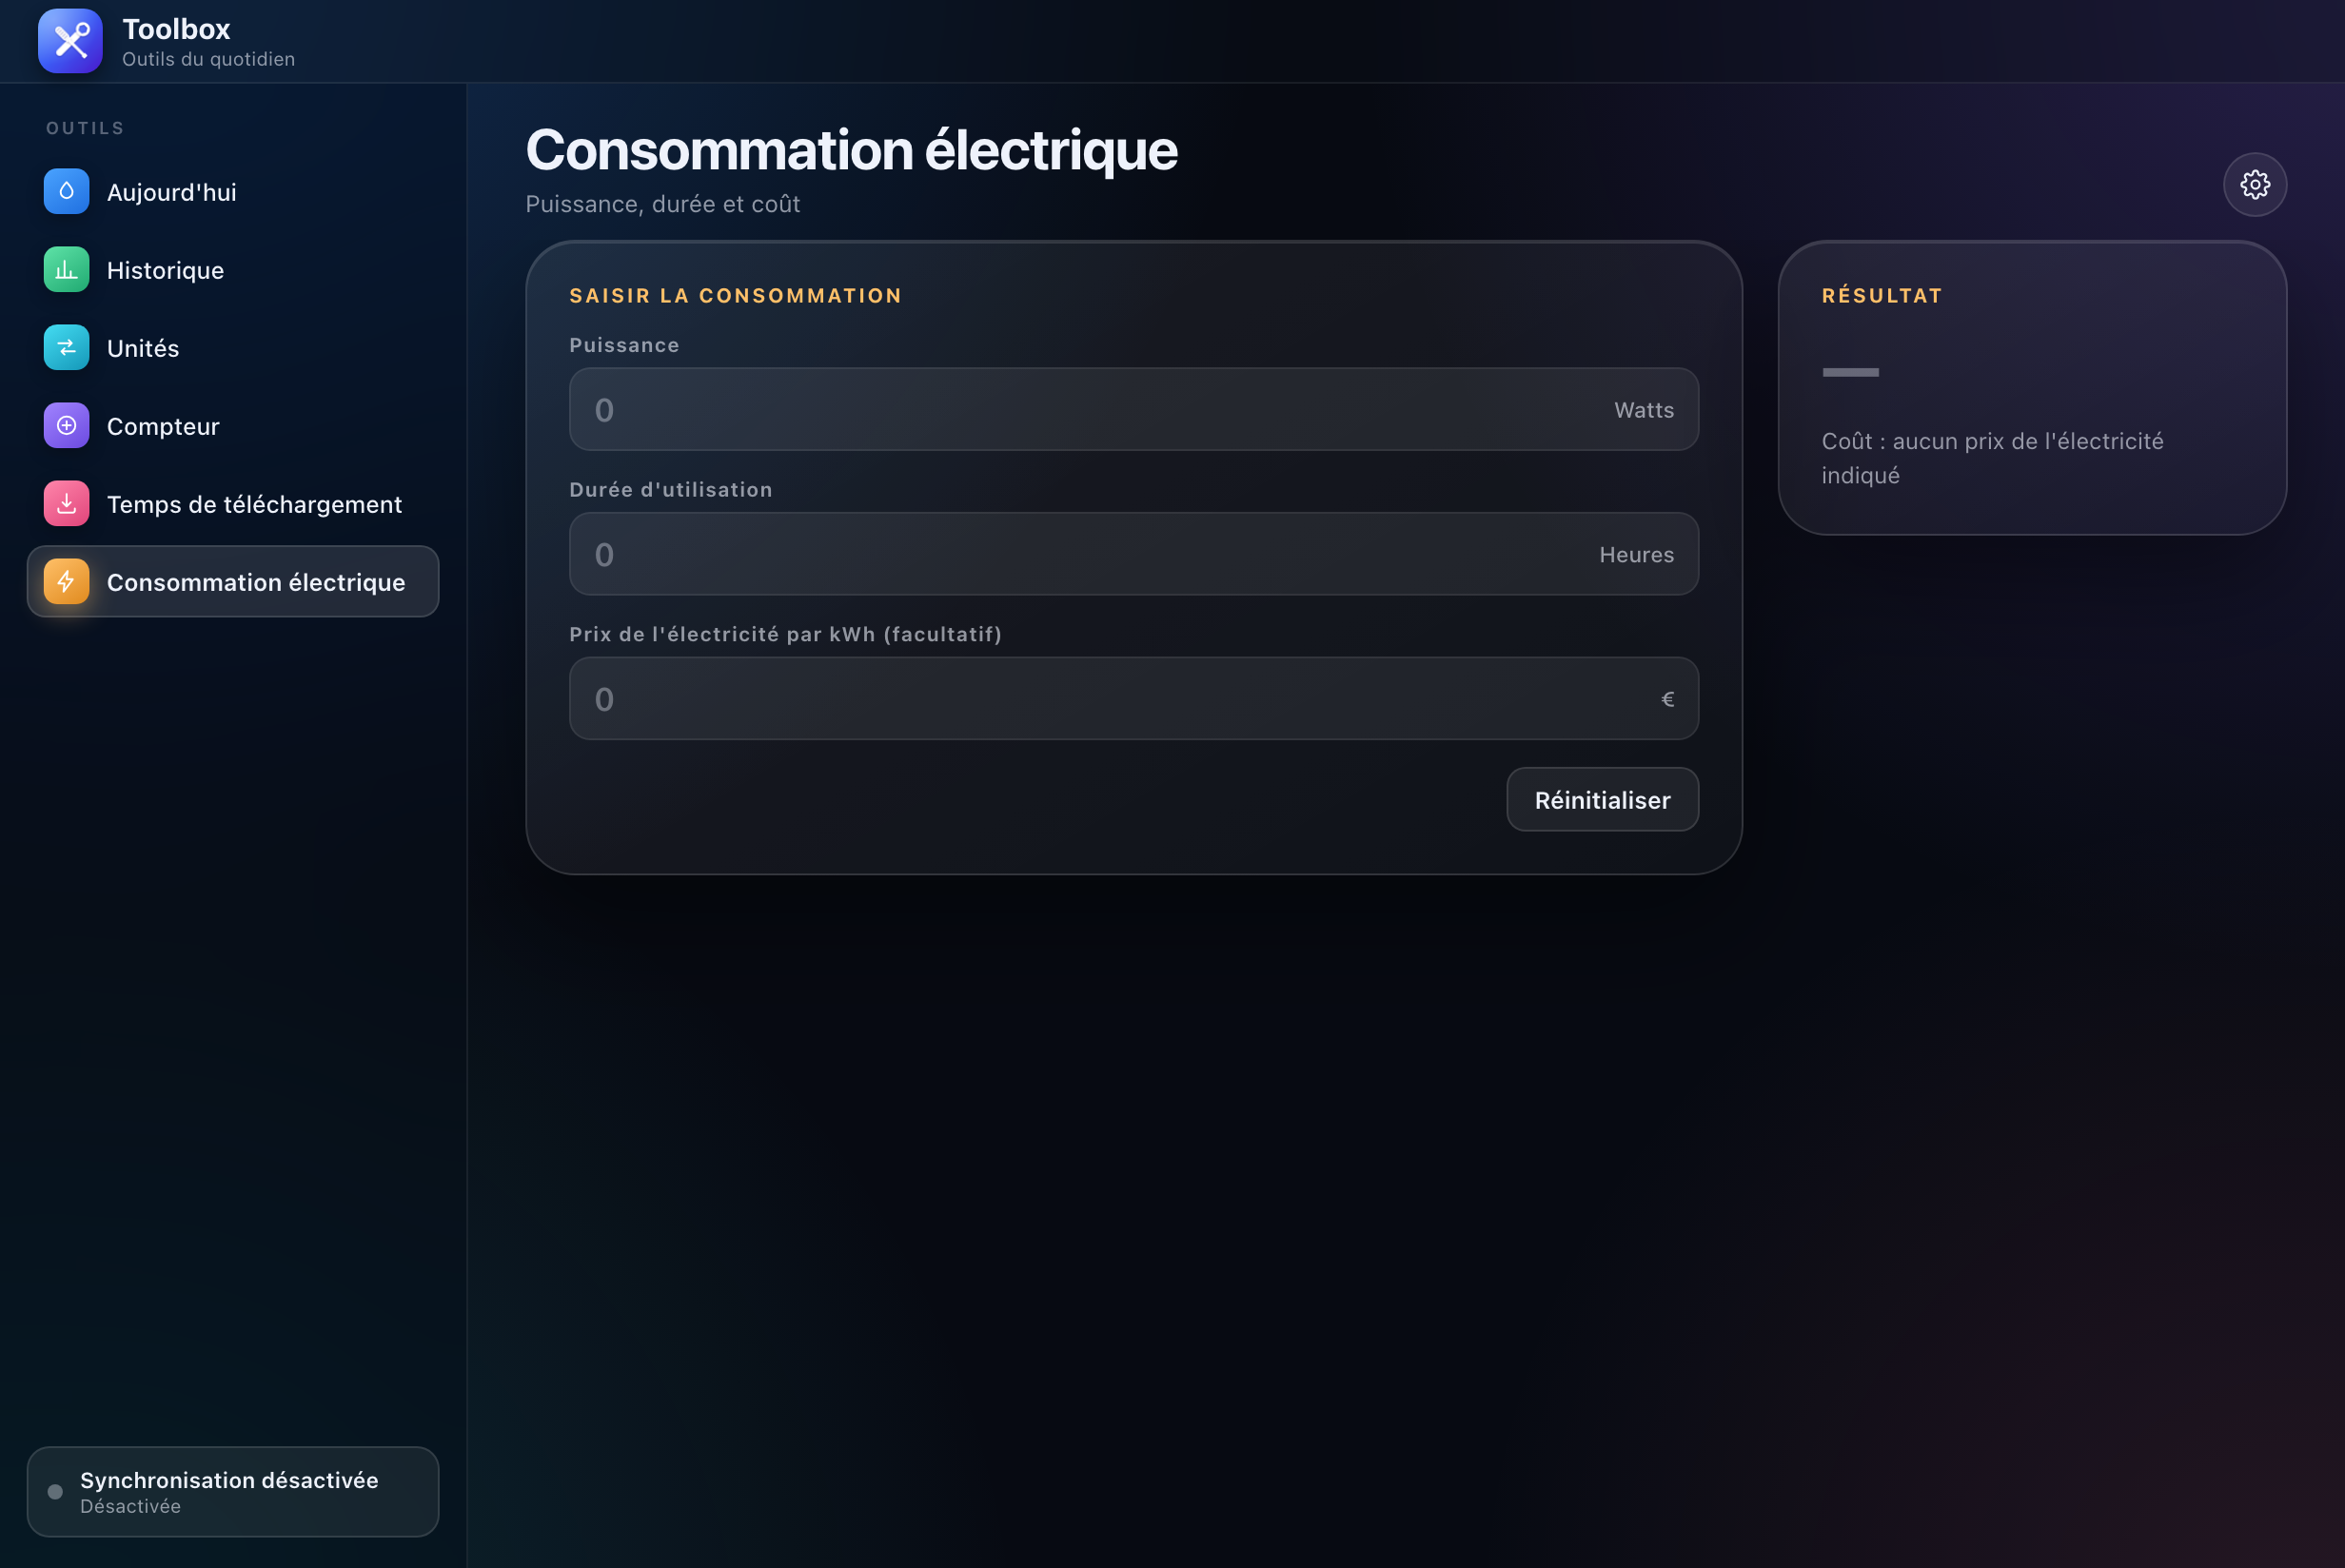 Toolbox
Outils du quotidien
OUTILS
Aujourd'hui
Historique
Unités
Compteur
Temps de téléchargement
Consommation électrique
Synchronisation désactivée
Désactivée
Consommation électrique
Puissance, durée et coût
SAISIR LA CONSOMMATION
Puissance
0 Watts
Durée d'utilisation
0 Heures
Prix de l'électricité par kWh (facultatif)
0 €
Réinitialiser
RÉSULTAT
—
Coût : aucun prix de l'électricité
indiqué